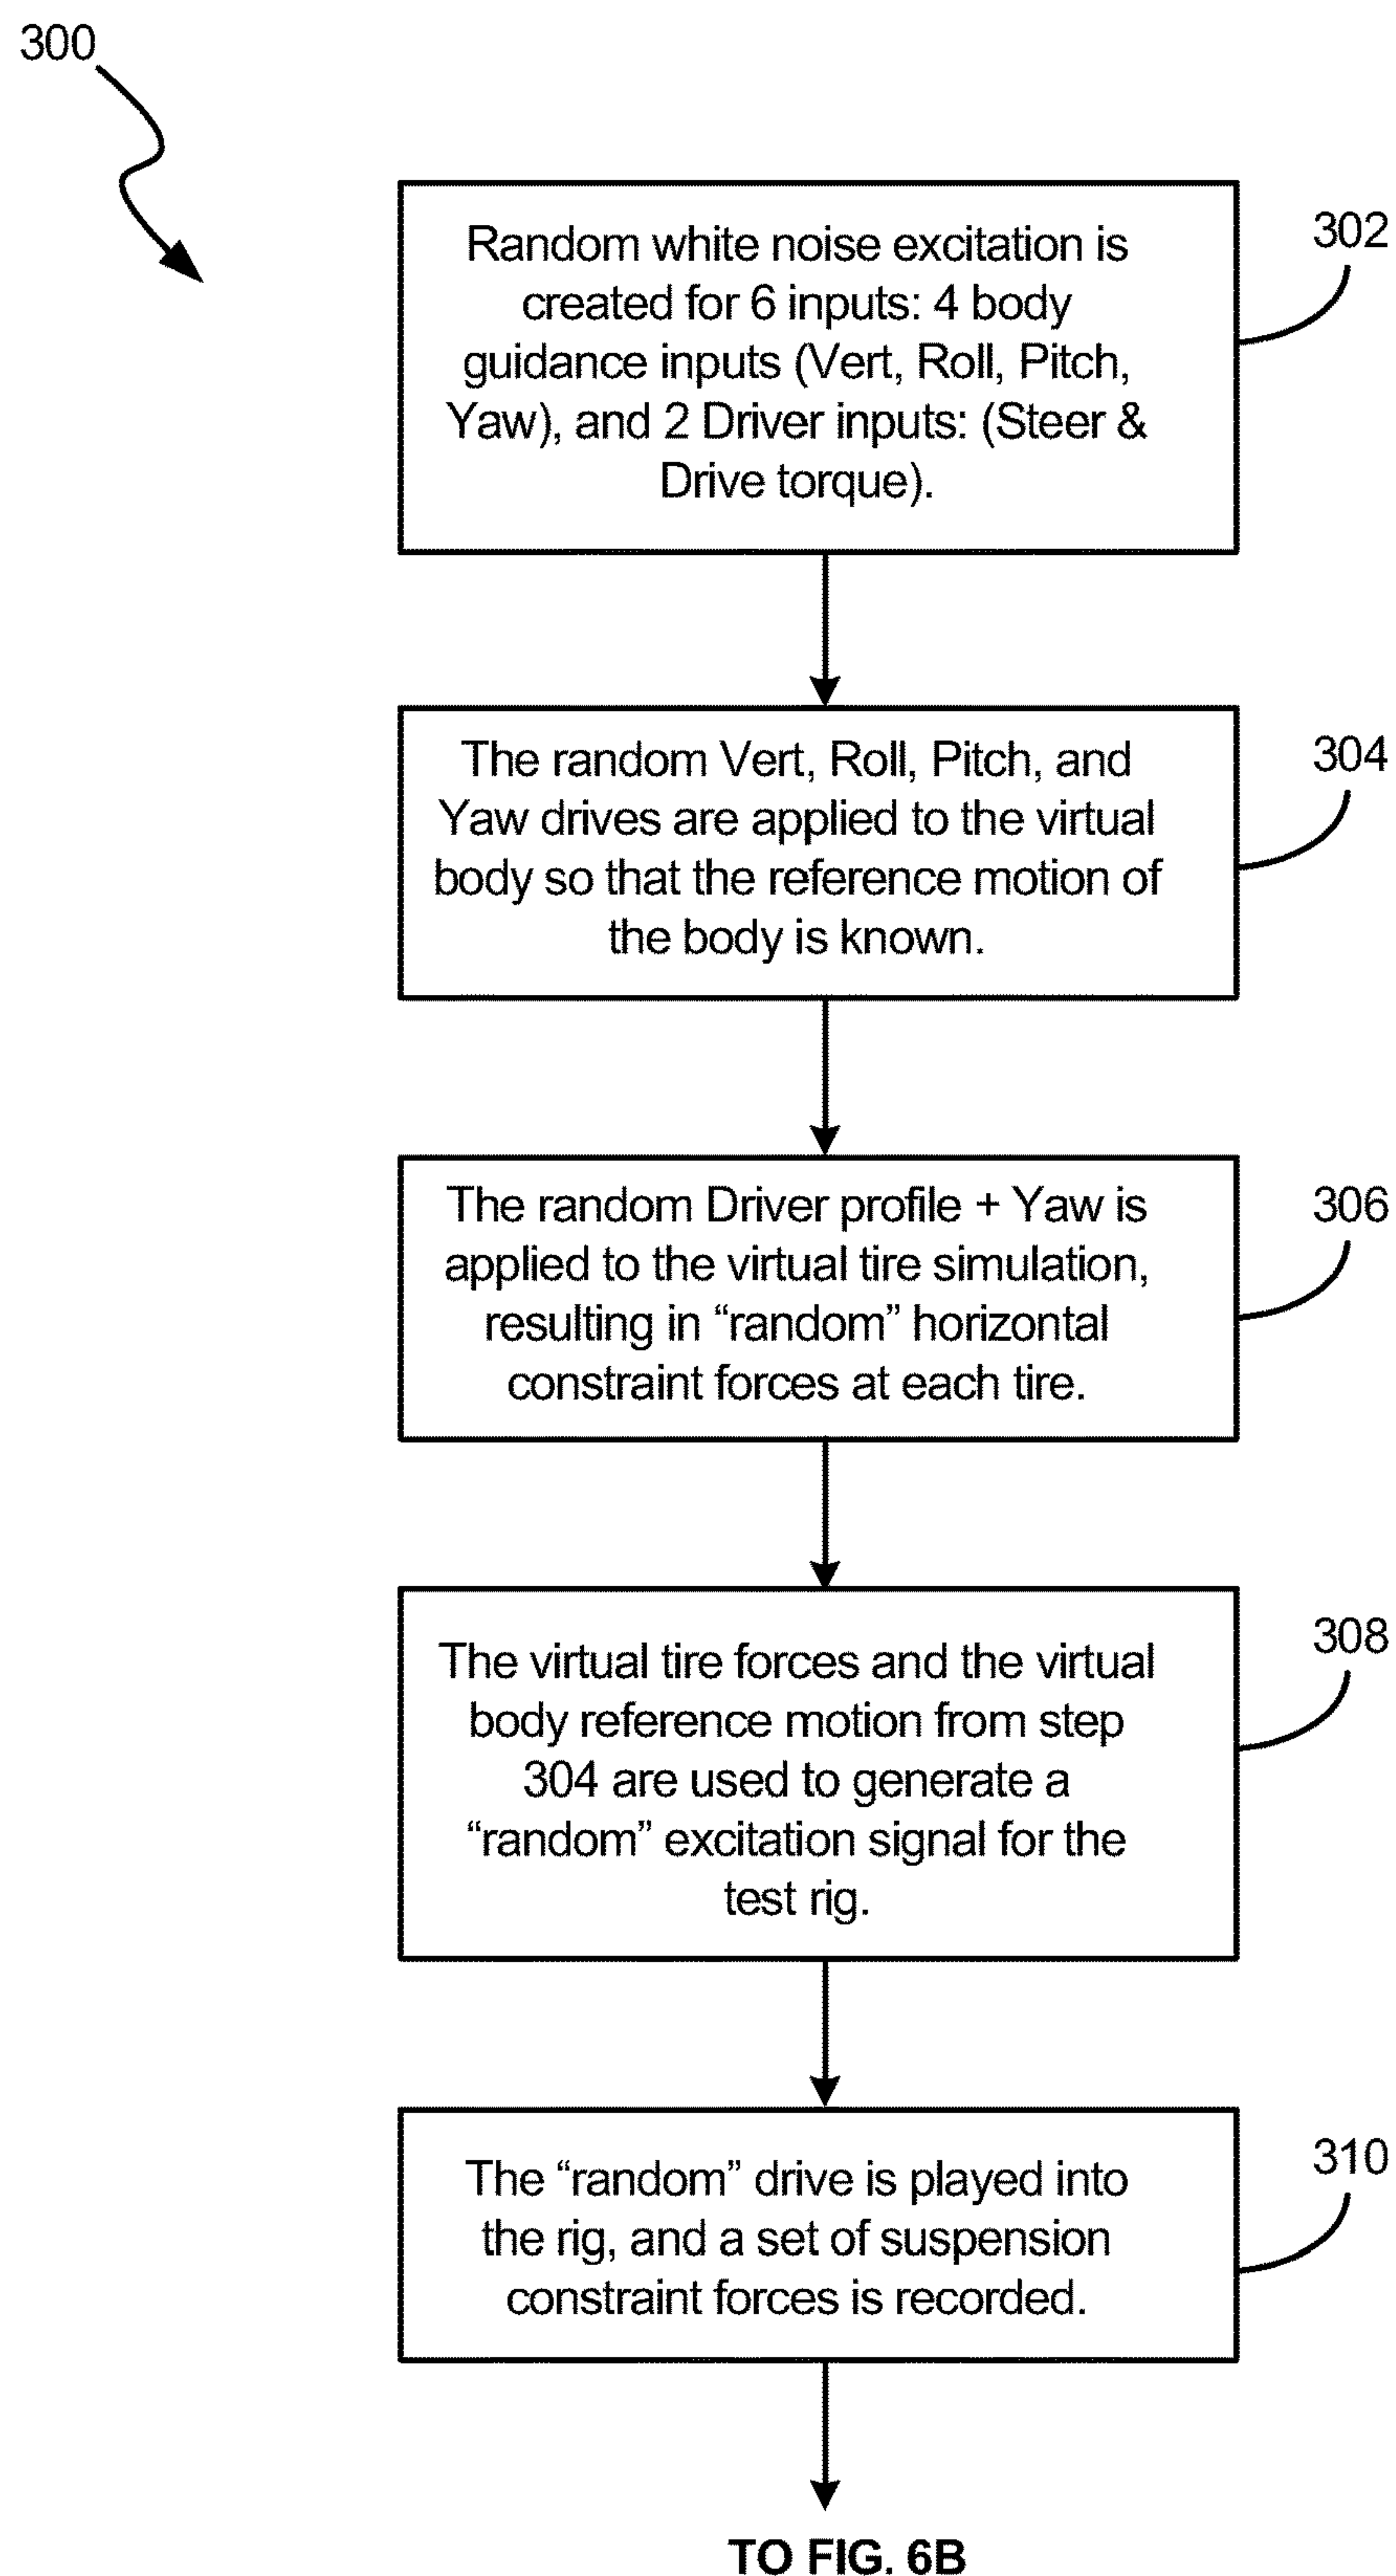 300
Random white noise excitation is
created for 6 inputs: 4 body
guidance inputs (Vert, Roll, Pitch,
Yaw), and 2 Driver inputs: (Steer &
Drive torque).
302
The random Vert, Roll, Pitch, and
Yaw drives are applied to the virtual
body so that the reference motion of
the body is known.
304
The random Driver profile + Yaw is
applied to the virtual tire simulation,
resulting in “random” horizontal
constraint forces at each tire.
306
The virtual tire forces and the virtual
body reference motion from step
304 are used to generate a
“random” excitation signal for the
test rig.
308
The “random” drive is played into
the rig, and a set of suspension
constraint forces is recorded.
310
TO FIG. 6B